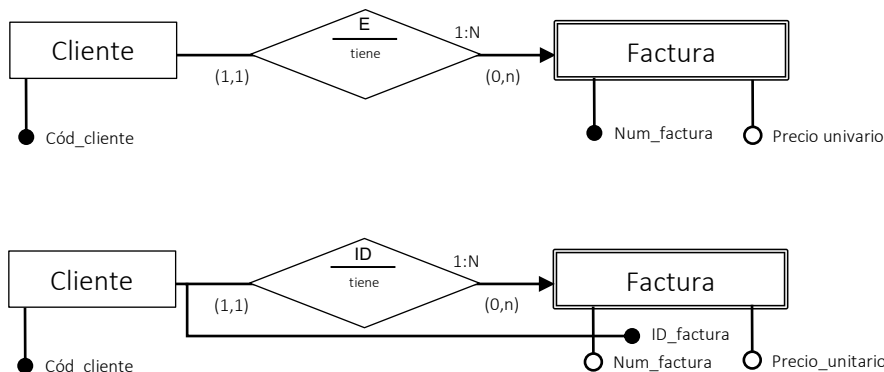 E
1:N
Cliente
tiene
Factura
(1,1)
(0,n)
Cód_cliente
Num_factura
Precio univario
ID
1:N
Cliente
tiene
Factura
(1,1)
(0,n)
ID_factura
Cód_cliente
Num_factura
Precio_unitario